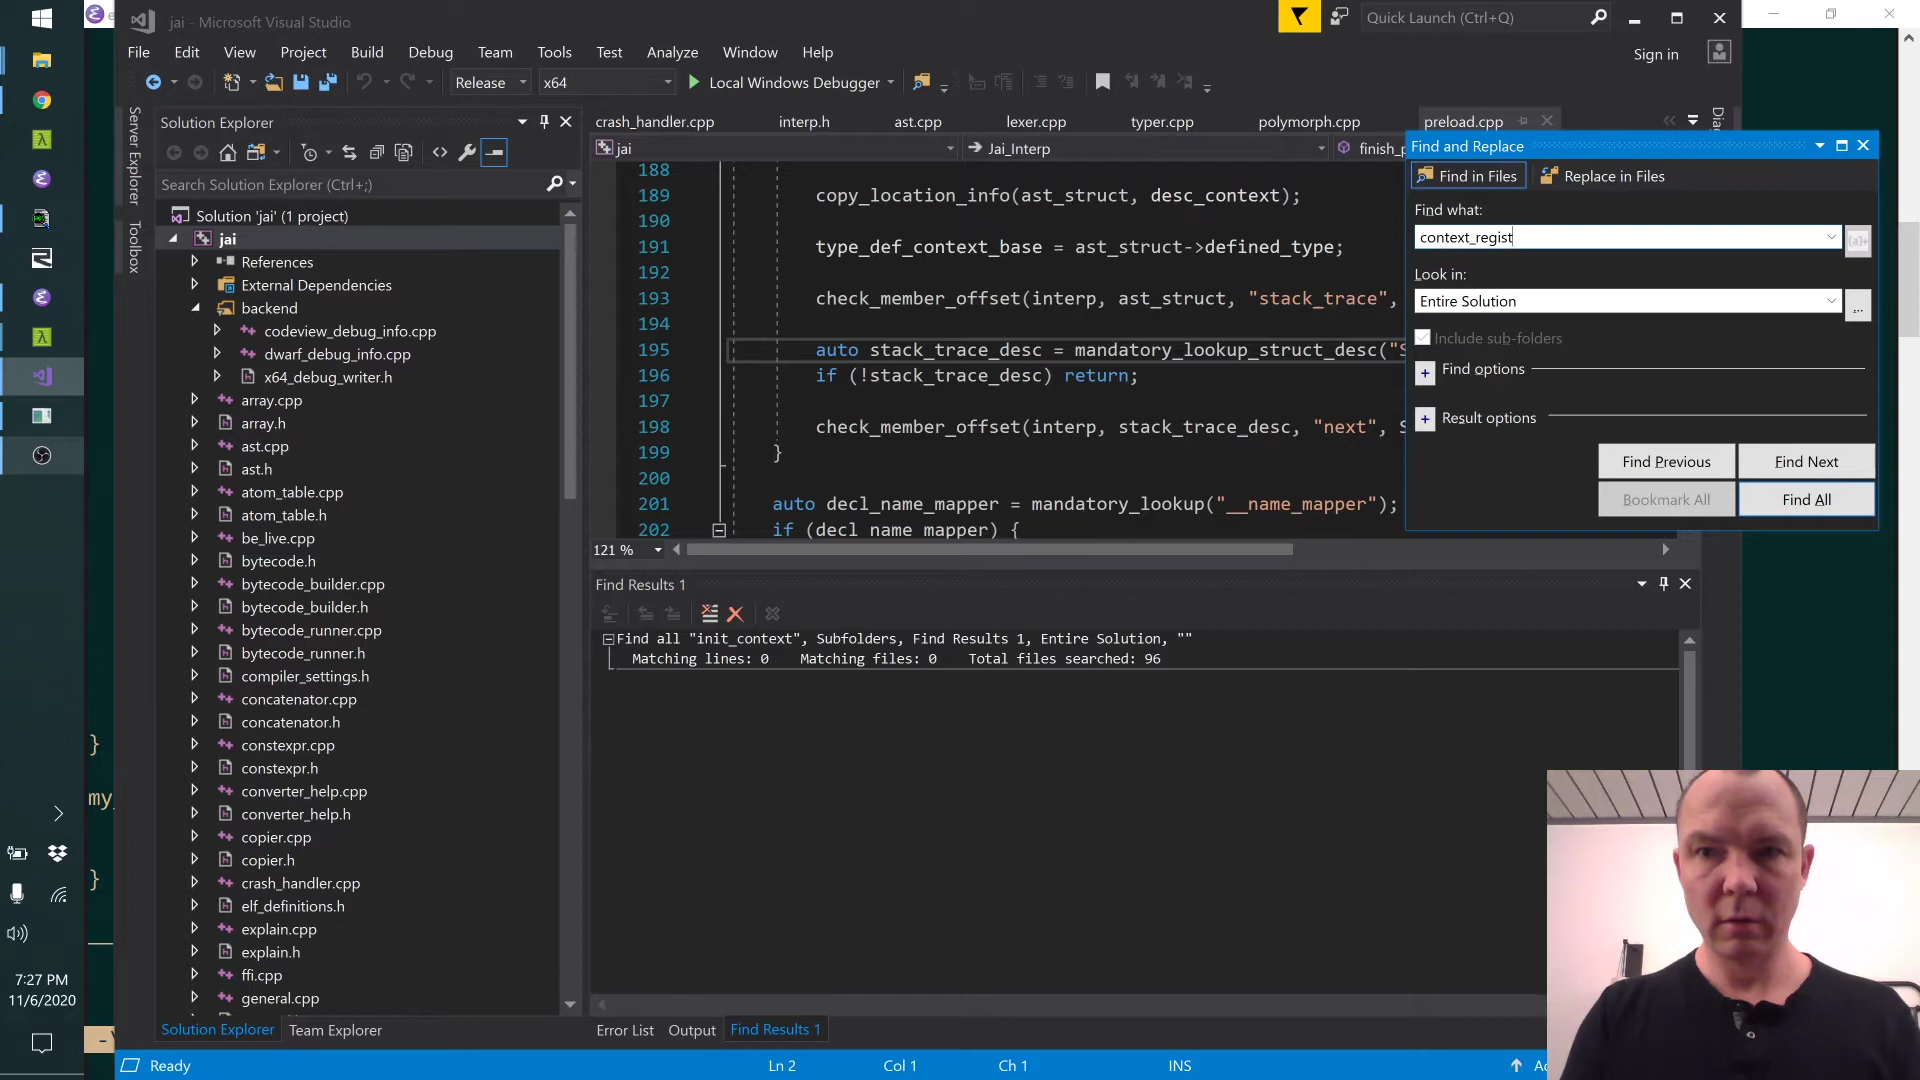 jai - Microsoft Visual Studio
Quick Launch (Ctrl+Q)
File Edit View Project Build Debug Team Tools Test Analyze Window Help
Sign in
Release x64 Local Windows Debugger
Server Explorer
Toolbox
Solution Explorer
Search Solution Explorer (Ctrl+;)
Solution 'jai' (1 project)
jai
References
External Dependencies
backend
codeview_debug_info.cpp
dwarf_debug_info.cpp
x64_debug_writer.h
array.cpp
array.h
ast.cpp
ast.h
atom_table.cpp
atom_table.h
be_live.cpp
bytecode.h
bytecode_builder.cpp
bytecode_builder.h
bytecode_runner.cpp
bytecode_runner.h
compiler_settings.h
concatenator.cpp
concatenator.h
constexpr.cpp
constexpr.h
converter_help.cpp
converter_help.h
copier.cpp
copier.h
crash_handler.cpp
elf_definitions.h
explain.cpp
explain.h
ffi.cpp
general.cpp
Solution Explorer Team Explorer
crash_handler.cpp interp.h ast.cpp lexer.cpp typer.cpp polymorph.cpp preload.cpp
jai Jai_Interp finish_
188
189 copy_location_info(ast_struct, desc_context);
190
191 type_def_context_base = ast_struct->defined_type;
192
193 check_member_offset(interp, ast_struct, "stack_trace",
194
195 auto stack_trace_desc = mandatory_lookup_struct_desc("S
196 if (!stack_trace_desc) return;
197
198 check_member_offset(interp, stack_trace_desc, "next", S
199 }
200
201 auto decl_name_mapper = mandatory_lookup("__name_mapper");
202 if (decl_name_mapper) {
121 %
Find and Replace
Find in Files Replace in Files
Find what:
context_regist
Look in:
Entire Solution
...
Include sub-folders
Find options
Result options
Find Previous Find Next
Bookmark All Find All
Find Results 1
Find all "init_context", Subfolders, Find Results 1, Entire Solution, ""
Matching lines: 0 Matching files: 0 Total files searched: 96
Error List Output Find Results 1
Ready Ln 2 Col 1 Ch 1 INS
}
my_
}
7:27 PM
11/6/2020